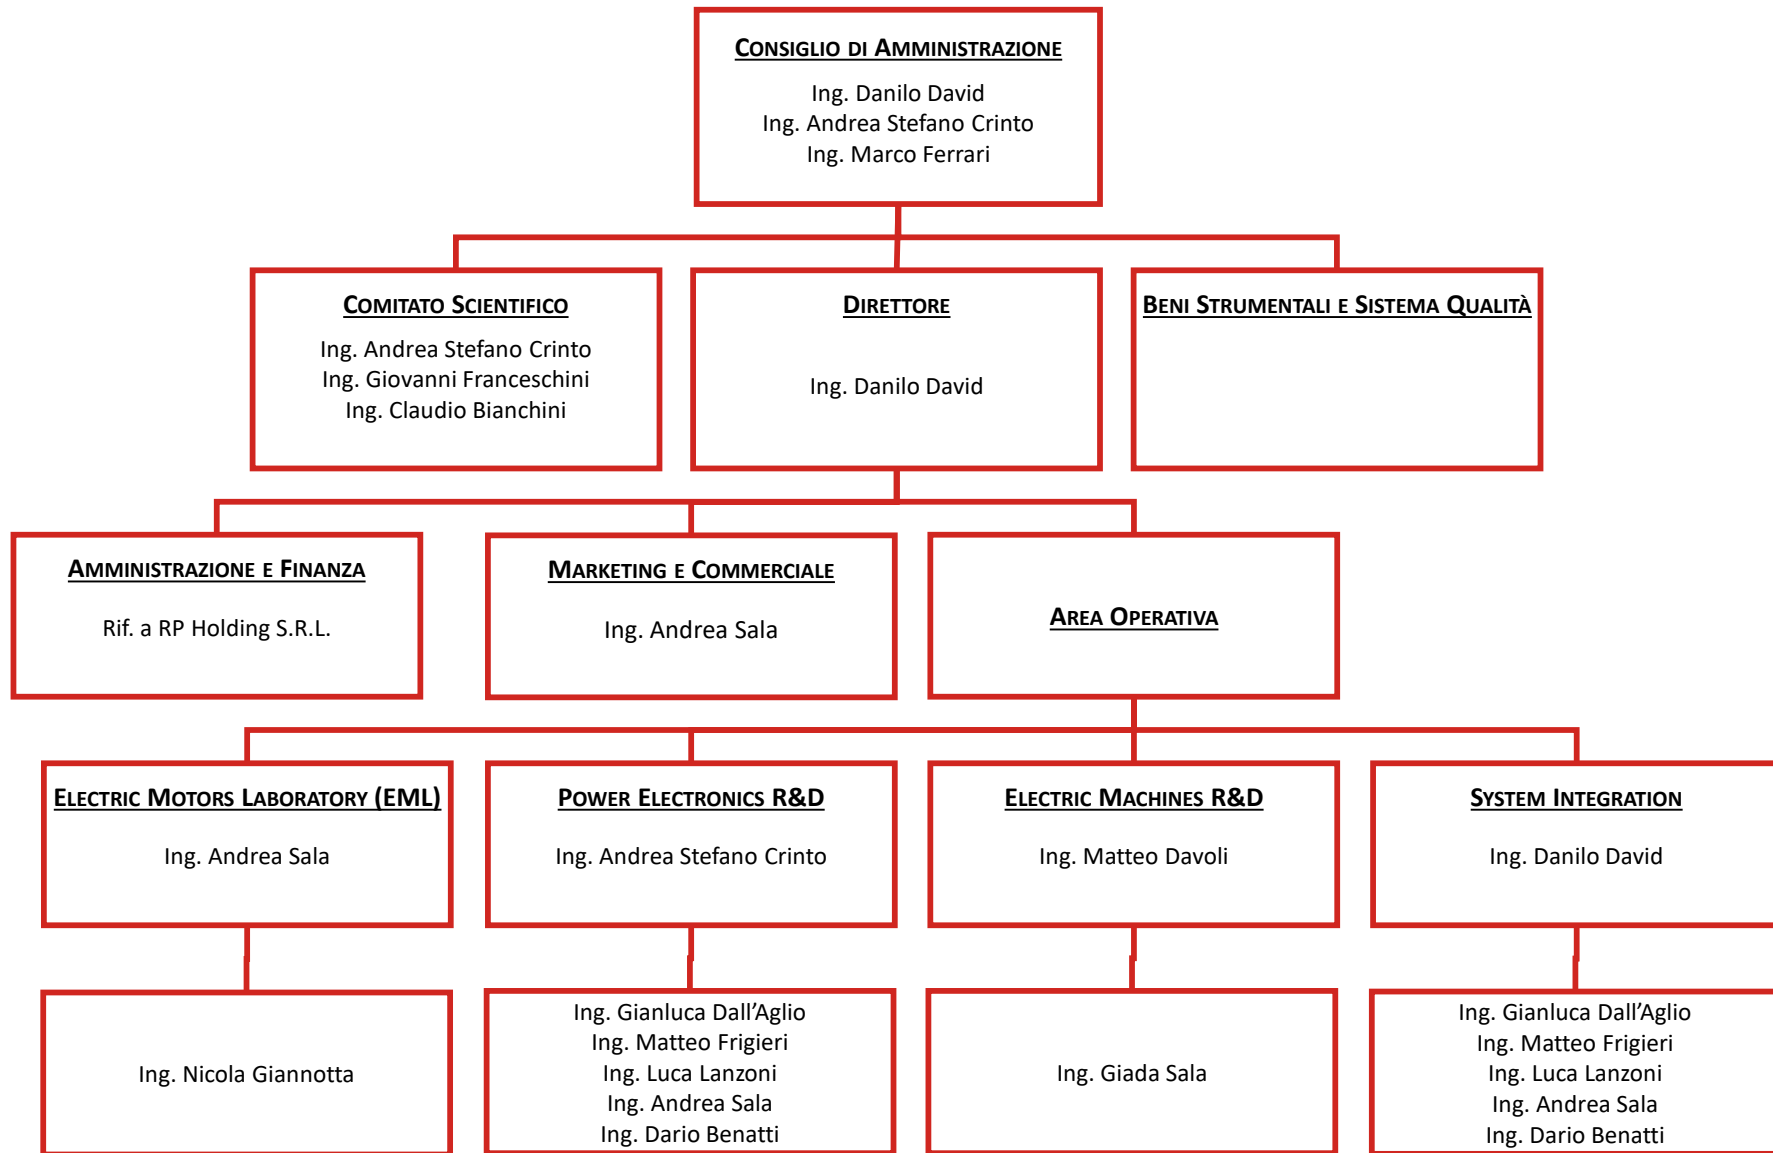 CONSIGLIO DI AMMINISTRAZIONE
Ing. Danilo David
Ing. Andrea Stefano Crinto
Ing. Marco Ferrari
COMITATO SCIENTIFICO
Ing. Andrea Stefano Crinto
Ing. Giovanni Franceschini
Ing. Claudio Bianchini
DIRETTORE
Ing. Danilo David
BENI STRUMENTALI E SISTEMA QUALITÀ
AMMINISTRAZIONE E FINANZA
Rif. a RP Holding S.R.L.
MARKETING E COMMERCIALE
Ing. Andrea Sala
AREA OPERATIVA
ELECTRIC MOTORS LABORATORY (EML)
Ing. Andrea Sala
POWER ELECTRONICS R&D
Ing. Andrea Stefano Crinto
ELECTRIC MACHINES R&D
Ing. Matteo Davoli
SYSTEM INTEGRATION
Ing. Danilo David
Ing. Nicola Giannotta
Ing. Gianluca Dall’Aglio
Ing. Matteo Frigieri
Ing. Luca Lanzoni
Ing. Andrea Sala
Ing. Dario Benatti
Ing. Giada Sala
Ing. Gianluca Dall’Aglio
Ing. Matteo Frigieri
Ing. Luca Lanzoni
Ing. Andrea Sala
Ing. Dario Benatti